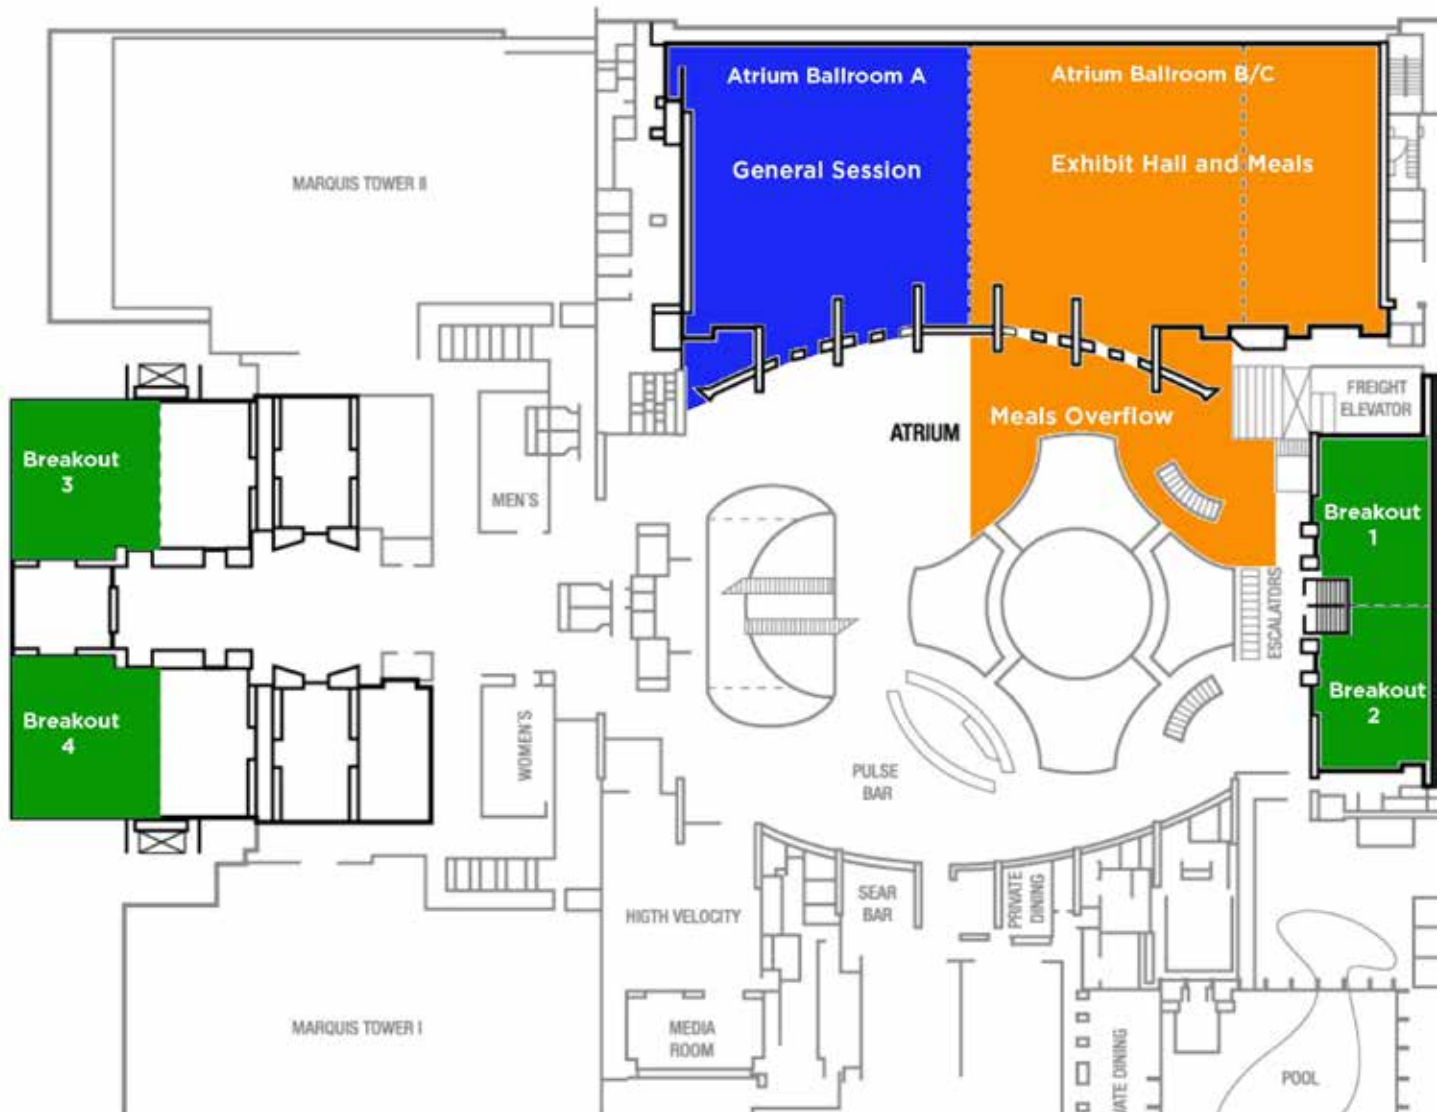 Atrium Ballroom A
Atrium Ballroom B/C
General Session
Exhibit Hall and Meals
MARQUIS TOWER II
FREIGHT
ELEVATOR
Meals Overflow
ATRIUM
Breakout
3
MEN'S
Breakout
1
ESCALATORS
Breakout
2
Breakout
4
WOMEN'S
PULSE
BAR
SEAR
BAR
PRIVATE
DINING
HIGTH VELOCITY
MARQUIS TOWER I
MEDIA
ROOM
VATE DINING
POOL